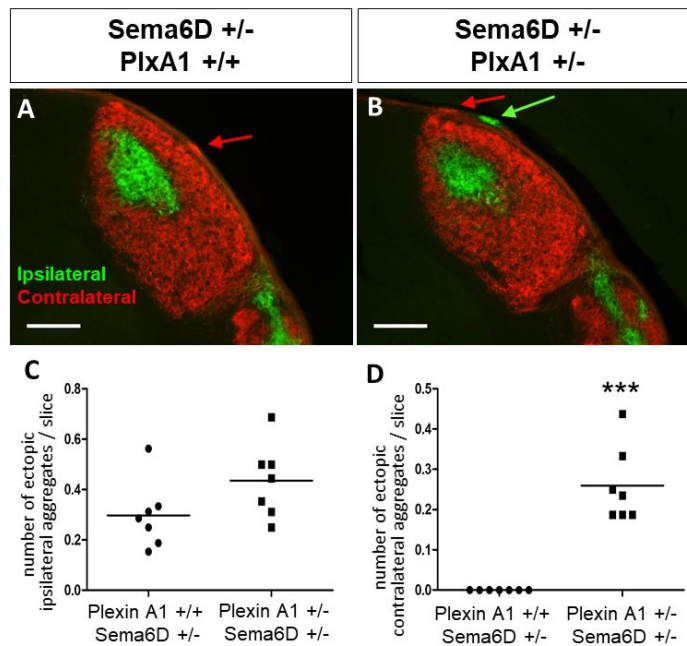 Sema6D +/-
PlxA1 +/+
Sema6D +/-
PlxA1 +/-
A
B
Ipsilateral
Contralateral
C
number of ectopic
ipsilateral aggregates / slice
0.8
0.6
0.4
0.2
0.0
Plexin A1 +/+
Sema6D +/-
Plexin A1 +/-
Sema6D +/-
D
number of ectopic
contralateral aggregates / slice
0.5
0.4
0.3
0.2
0.1
0.0
***
Plexin A1 +/+
Sema6D +/-
Plexin A1 +/-
Sema6D +/-